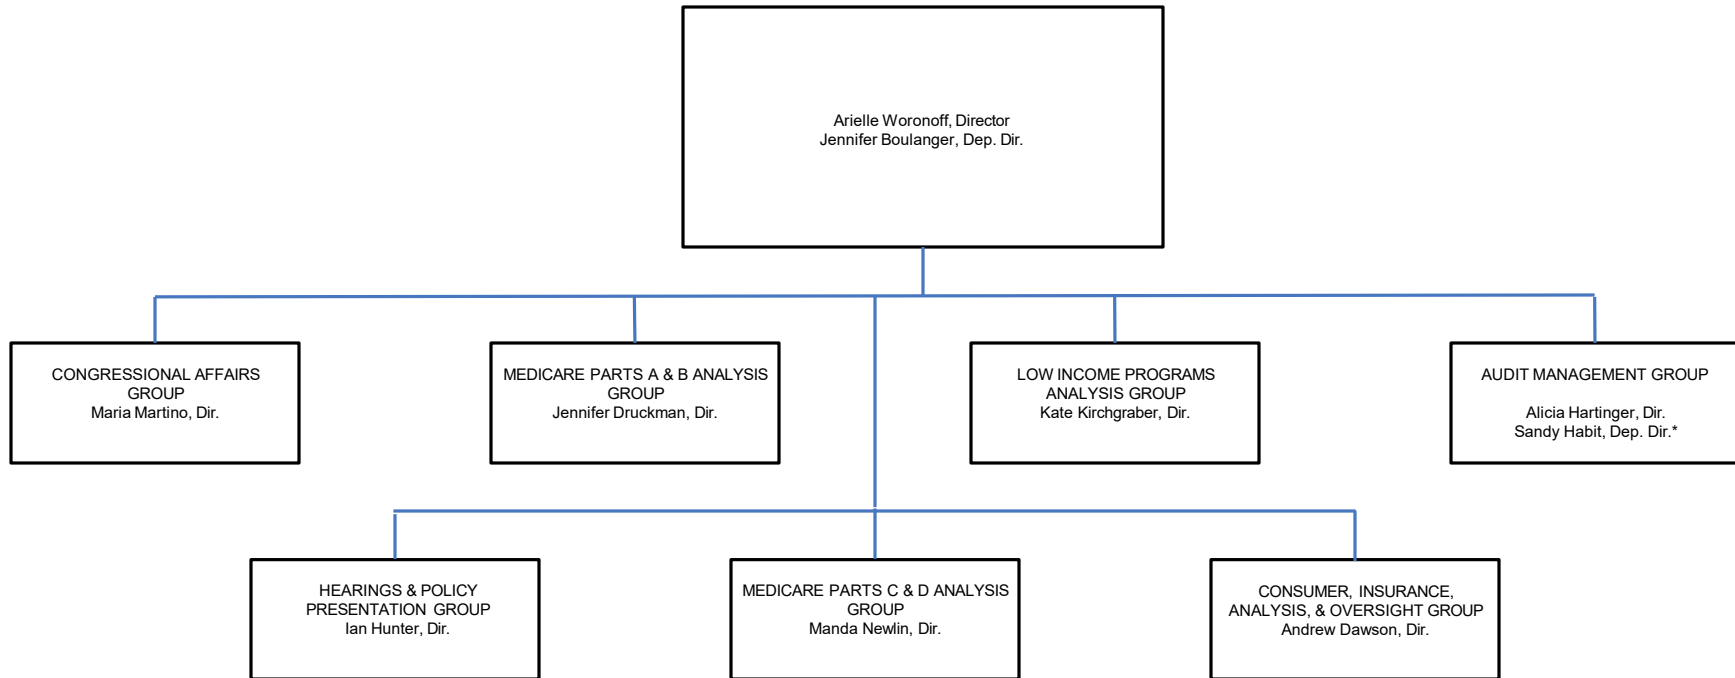 Arielle Woronoff, Director
Jennifer Boulanger, Dep. Dir.
CONGRESSIONAL AFFAIRS
GROUP
Maria Martino, Dir.
MEDICARE PARTS A & B ANALYSIS
GROUP
Jennifer Druckman, Dir.
LOW INCOME PROGRAMS
ANALYSIS GROUP
Kate Kirchgraber, Dir.
AUDIT MANAGEMENT GROUP
Alicia Hartinger, Dir.
Sandy Habit, Dep. Dir.*
HEARINGS & POLICY
PRESENTATION GROUP
Ian Hunter, Dir.
MEDICARE PARTS C & D ANALYSIS
GROUP
Manda Newlin, Dir.
CONSUMER, INSURANCE,
ANALYSIS, & OVERSIGHT GROUP
Andrew Dawson, Dir.